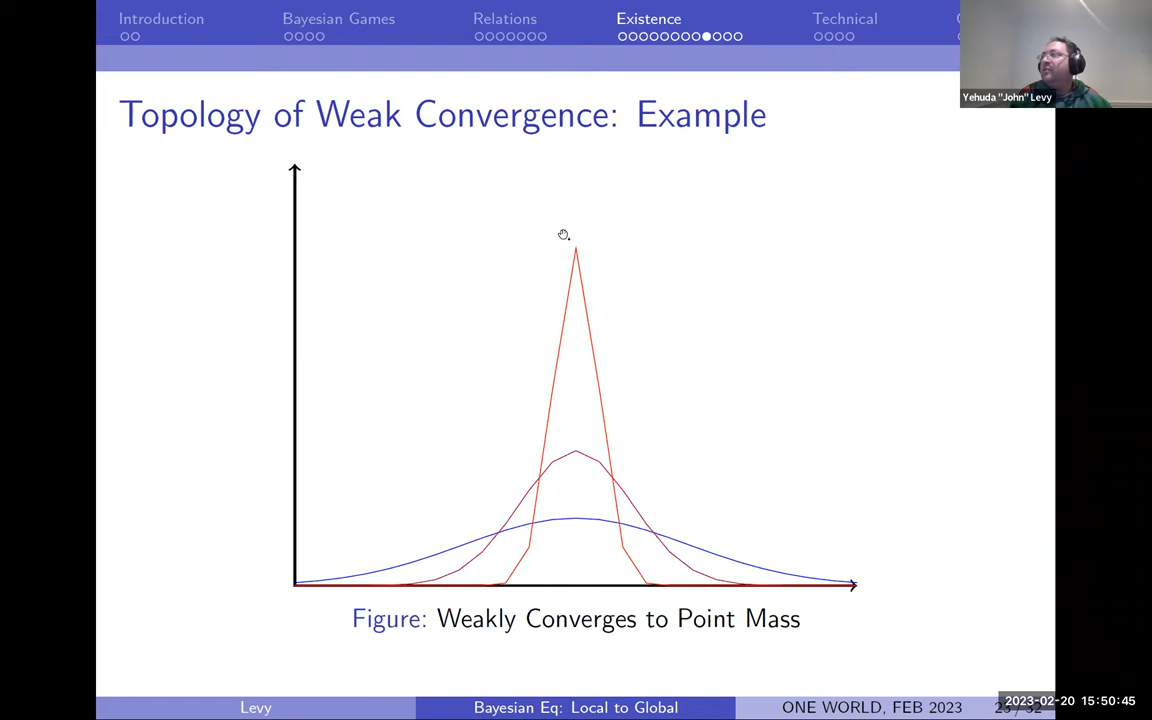 Introduction Bayesian Games Relations Existence Technical
Yehuda "John" Levy
Topology of Weak Convergence: Example
Figure: Weakly Converges to Point Mass
Levy Bayesian Eq: Local to Global ONE WORLD, FEB 2023
2023-02-20 15:50:45